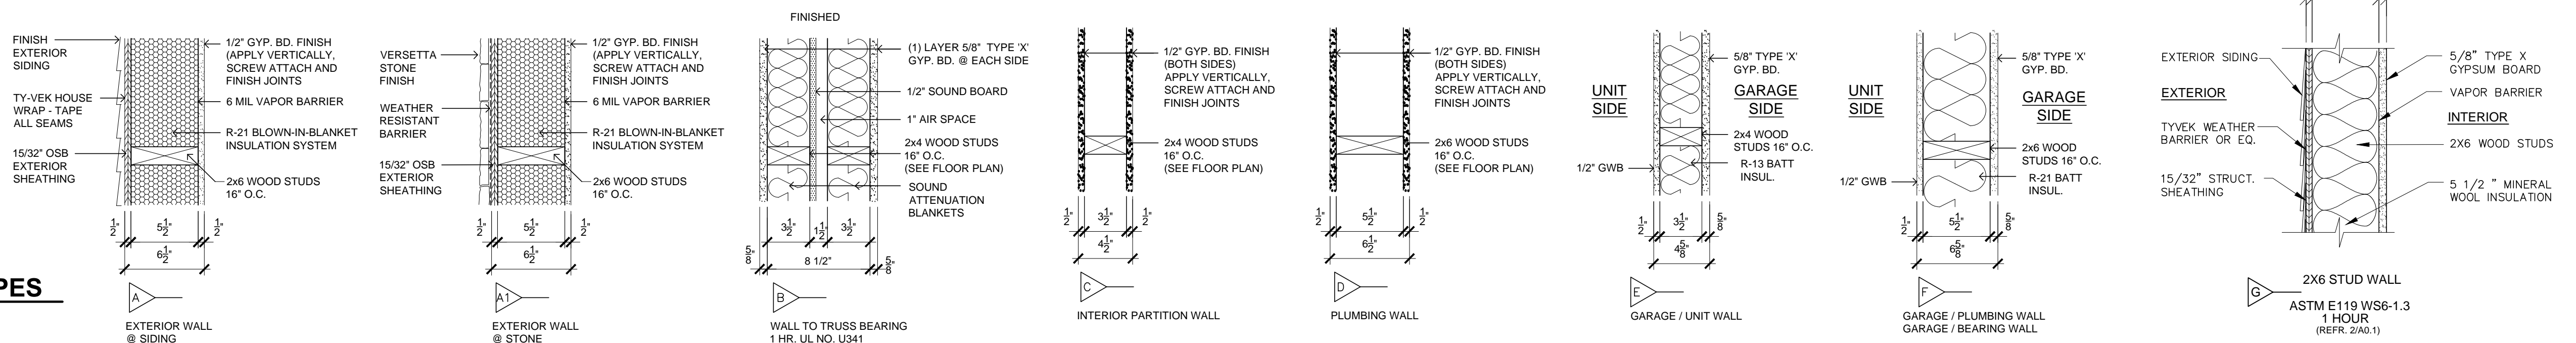 PES
FINISH
EXTERIOR
SIDING
TY-VEK HOUSE
WRAP - TAPE
ALL SEAMS
15/32" OSB
EXTERIOR
SHEATHING
1/2" GYP. BD. FINISH
(APPLY VERTICALLY,
SCREW ATTACH AND
FINISH JOINTS
6 MIL VAPOR BARRIER
R-21 BLOWN-IN-BLANKET
INSULATION SYSTEM
2x6 WOOD STUDS
16" O.C.
1/2" 5 1/2" 1/2"
6 1/2"
A
EXTERIOR WALL
@ SIDING
VERSETTA
STONE
FINISH
WEATHER
RESISTANT
BARRIER
15/32" OSB
EXTERIOR
SHEATHING
1/2" GYP. BD. FINISH
(APPLY VERTICALLY,
SCREW ATTACH AND
FINISH JOINTS
6 MIL VAPOR BARRIER
R-21 BLOWN-IN-BLANKET
INSULATION SYSTEM
2x6 WOOD STUDS
16" O.C.
1/2" 5 1/2" 1/2"
6 1/2"
A1
EXTERIOR WALL
@ STONE
FINISHED
(1) LAYER 5/8" TYPE 'X'
GYP. BD. @ EACH SIDE
1/2" SOUND BOARD
1" AIR SPACE
2x4 WOOD STUDS
16" O.C.
(SEE FLOOR PLAN)
SOUND
ATTENUATION
BLANKETS
3 1/2" 1 1/2" 3 1/2"
5/8" 8 1/2" 5/8"
B
WALL TO TRUSS BEARING
1 HR. UL NO. U341
1/2" GYP. BD. FINISH
(BOTH SIDES)
APPLY VERTICALLY,
SCREW ATTACH AND
FINISH JOINTS
2x4 WOOD STUDS
16" O.C.
(SEE FLOOR PLAN)
1/2" 3 1/2" 1/2"
4 1/2"
C
INTERIOR PARTITION WALL
1/2" GYP. BD. FINISH
(BOTH SIDES)
APPLY VERTICALLY,
SCREW ATTACH AND
FINISH JOINTS
2x6 WOOD STUDS
16" O.C.
(SEE FLOOR PLAN)
1/2" 5 1/2" 1/2"
6 1/2"
D
PLUMBING WALL
UNIT
SIDE
1/2" GWB
5/8" TYPE 'X'
GYP. BD.
GARAGE
SIDE
2x4 WOOD
STUDS 16" O.C.
R-13 BATT
INSUL.
1/2" 3 1/2" 5/8"
4 5/8"
E
GARAGE / UNIT WALL
UNIT
SIDE
1/2" GWB
5/8" TYPE 'X'
GYP. BD.
GARAGE
SIDE
2x6 WOOD
STUDS 16" O.C.
R-21 BATT
INSUL.
1/2" 5 1/2" 5/8"
6 5/8"
F
GARAGE / PLUMBING WALL
GARAGE / BEARING WALL
EXTERIOR SIDING
EXTERIOR
TYVEK WEATHER
BARRIER OR EQ.
15/32" STRUCT.
SHEATHING
5/8" TYPE X
GYPSUM BOARD
VAPOR BARRIER
INTERIOR
2X6 WOOD STUDS
5 1/2 " MINERAL
WOOL INSULATION
G
2X6 STUD WALL
ASTM E119 WS6-1.3
1 HOUR
(REFR. 2/A0.1)